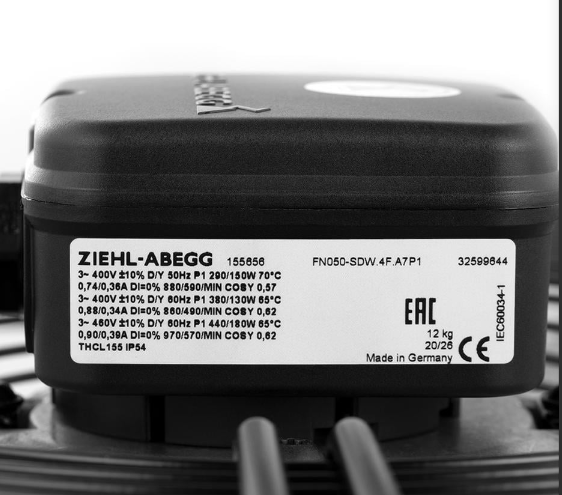 ZIEHL-ABEGG 155656 FN050-SDW.4F.A7P1 32599644
3~ 400V ±10% D/Y 50Hz P1 290/150W 70°C
0,74/0,36A DI=0% 880/590/MIN COSY 0,57
3~ 400V ±10% D/Y 60Hz P1 380/130W 65°C
0,88/0,34A DI=0% 860/490/MIN COSY 0,62
3~ 460V ±10% D/Y 60Hz P1 440/180W 65°C
0,90/0,39A DI=0% 970/570/MIN COSY 0,62
THCL155 IP54
EAC
12 kg
20/26
Made in Germany CE
IEC60034-1